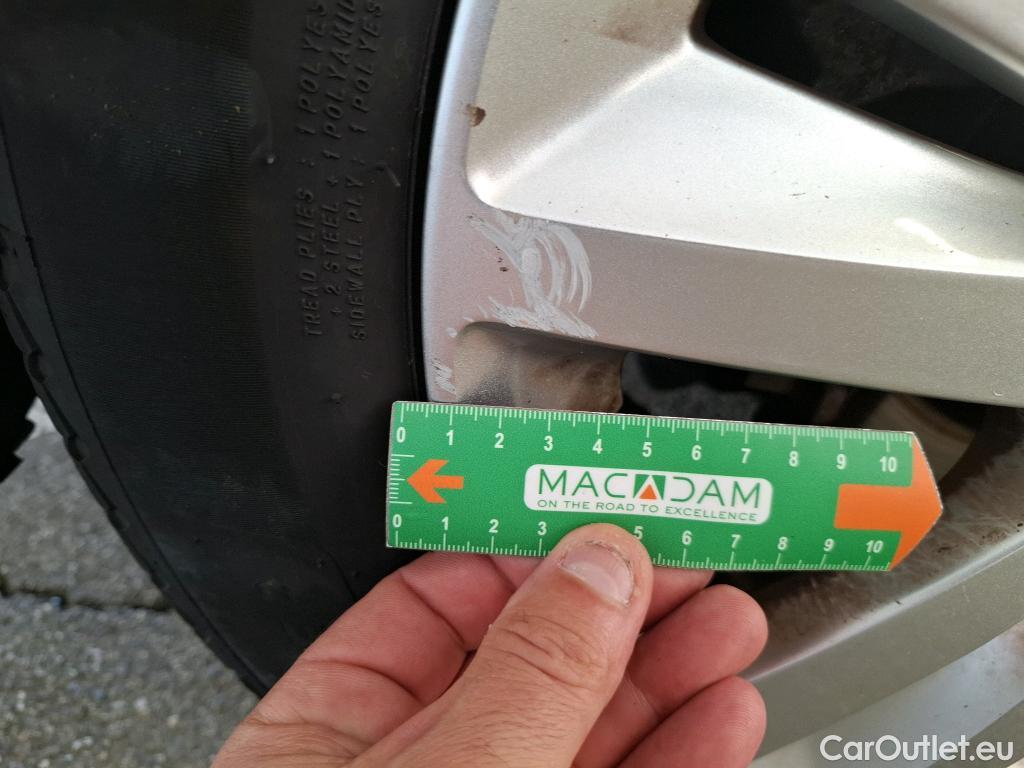 TREAD PLIES : 1 POLYES
+ 2 STEEL + 1 POLYAMID
SIDEWALL PLY : 1 POLYES
0 1 2 3 4 5 6 7 8 9 10
MACADAM
ON THE ROAD TO EXCELLENCE
0 1 2 3 5 6 7 8 9 10
CarOutlet.eu